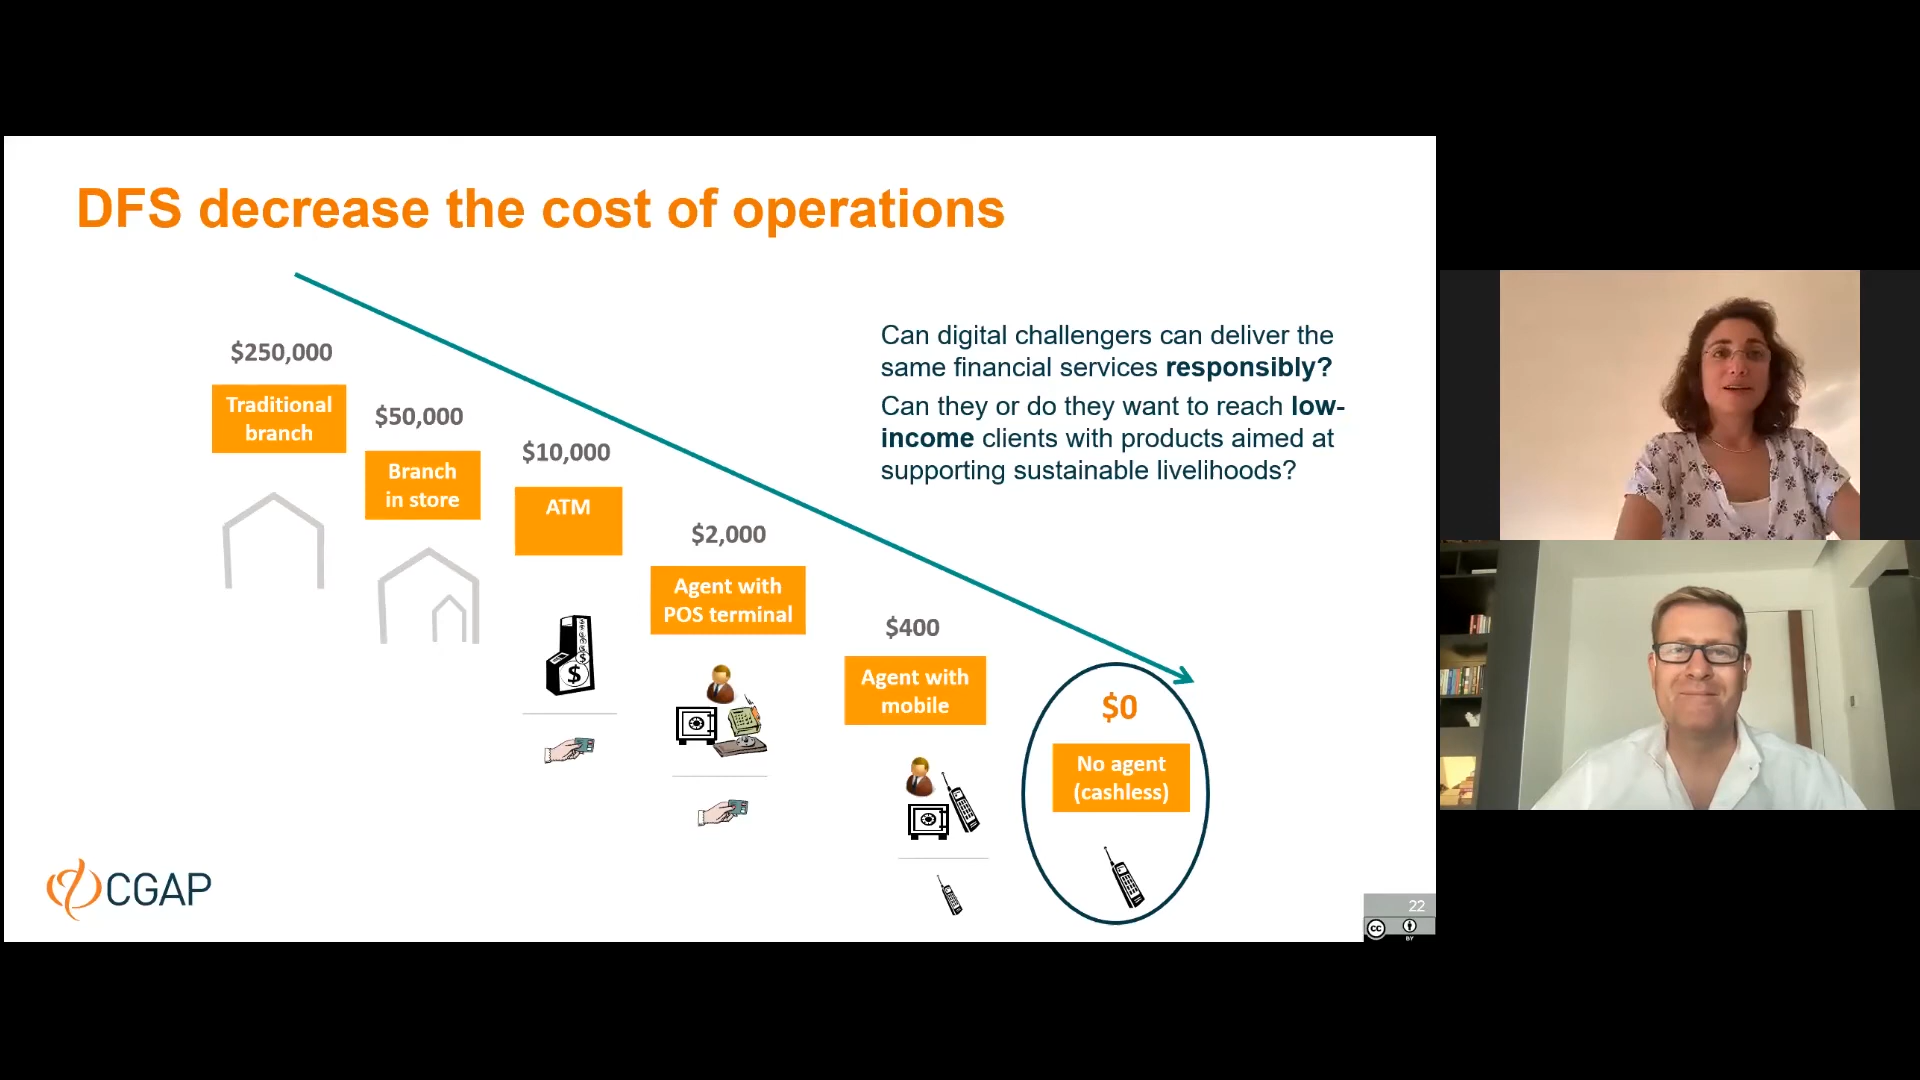 DFS decrease the cost of operations
$250,000
Traditional
branch
$50,000
Branch
in store
$10,000
ATM
$2,000
Agent with
POS terminal
$400
Agent with
mobile
$0
No agent
(cashless)
Can digital challengers can deliver the
same financial services responsibly?
Can they or do they want to reach low-
income clients with products aimed at
supporting sustainable livelihoods?
CGAP
22
cc
BY